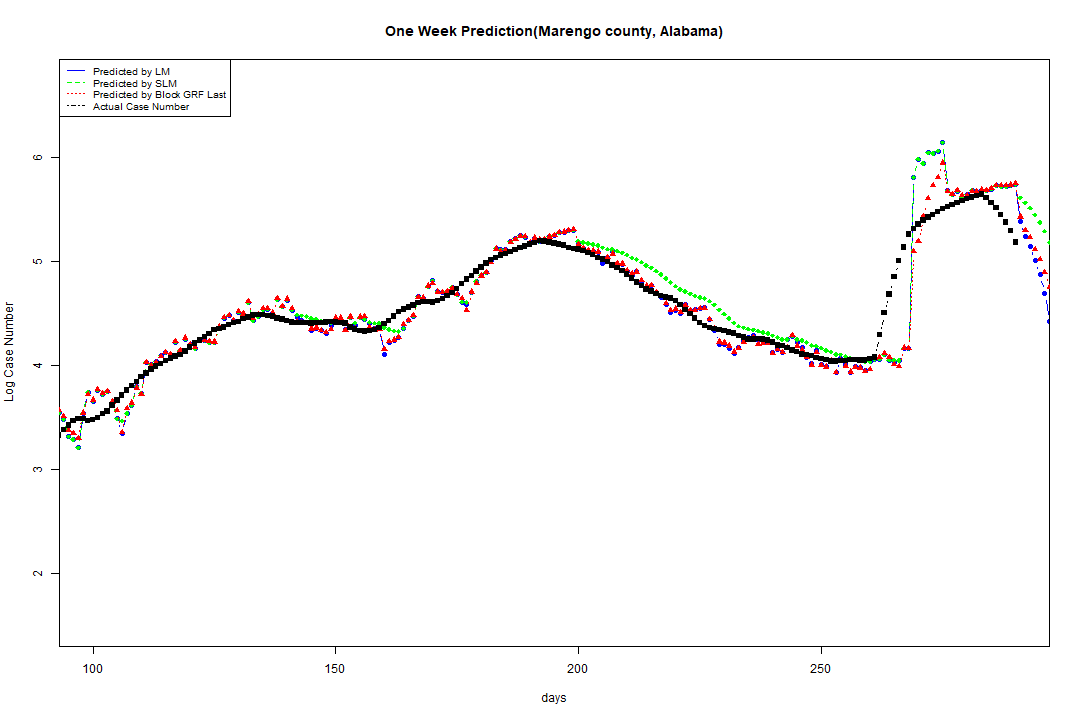 One Week Prediction(Marengo county, Alabama)
Predicted by LM
Predicted by SLM
Predicted by Block GRF Last
Actual Case Number
6
5
4
3
2
Log Case Number
100 150 200 250
days